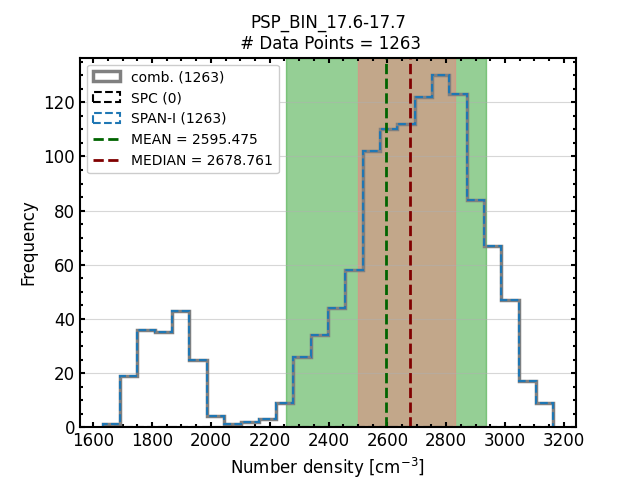 PSP_BIN_17.6-17.7
# Data Points = 1263
comb. (1263)
SPC (0)
SPAN-I (1263)
MEAN = 2595.475
MEDIAN = 2678.761
120
100
80
60
40
20
0
Frequency
1600 1800 2000 2200 2400 2600 2800 3000 3200
Number density [cm⁻³]